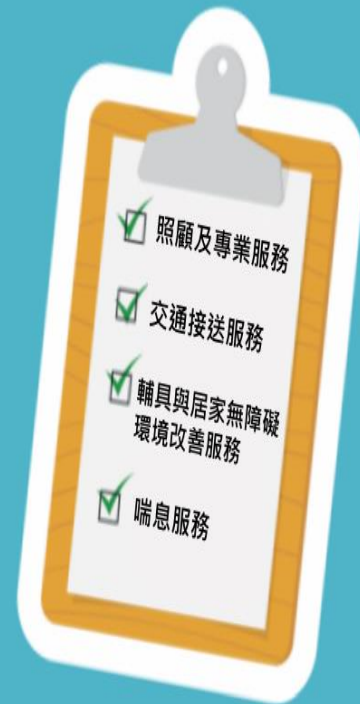 照顧及專業服務
交通接送服務
輔具與居家無障礙
環境改善服務
喘息服務